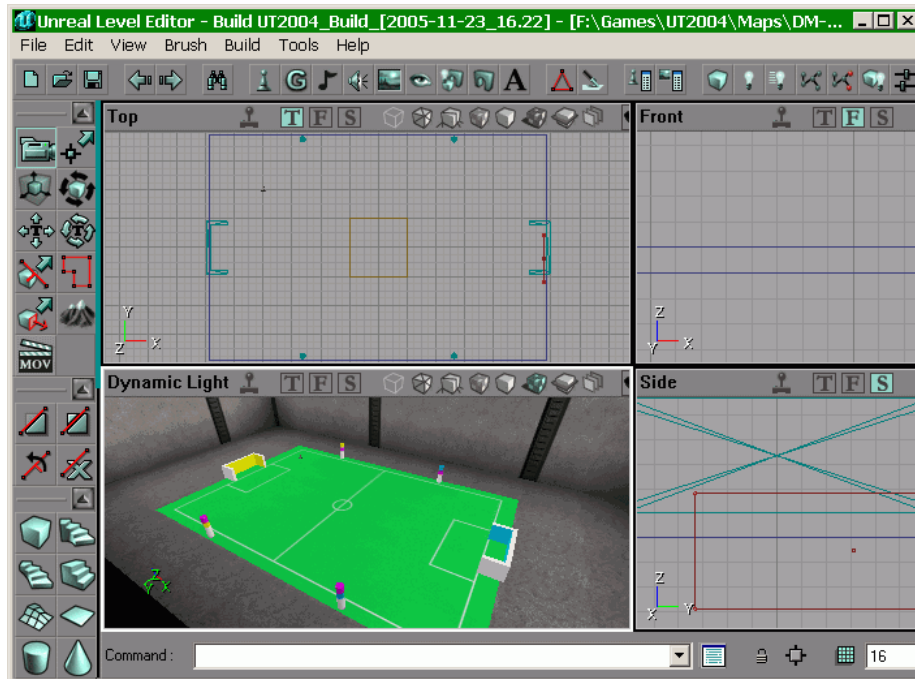 Unreal Level Editor - Build UT2004_Build_[2005-11-23_16.22] - [F:\Games\UT2004\Maps\DM-...
File Edit View Brush Build Tools Help
G A
Top T F S
Front T F S
Y
Z X
Z
Y X
MOV
Dynamic Light T F S
Side T F S
Z
Y X
Z
X Y
Command :
16